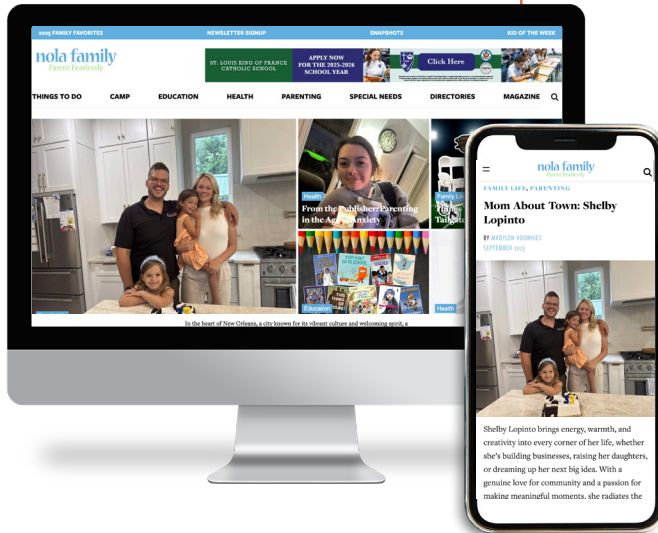 2025 FAMILY FAVORITES NEWSLETTER SIGNUP SNAPSHOTS KID OF THE WEEK
nola family
Parent Fearlessly
ST. LOUIS KING OF FRANCE
CATHOLIC SCHOOL
APPLY NOW
FOR THE 2025-2026
SCHOOL YEAR
Click Here
THINGS TO DO CAMP EDUCATION HEALTH PARENTING SPECIAL NEEDS DIRECTORIES MAGAZINE
Health
From the Publisher: Parenting
in the Age of Anxiety
Family Li
Tailgat
Education
Health
In the heart of New Orleans, a city known for its vibrant culture and welcoming spirit, a
nola family
Parent Fearlessly
FAMILY LIFE, PARENTING
Mom About Town: Shelby
Lopinto
BY MADISON VOORHIES
SEPTEMBER 2025
Shelby Lopinto brings energy, warmth, and
creativity into every corner of her life, whether
she's building businesses, raising her daughters,
or dreaming up her next big idea. With a
genuine love for community and a passion for
making meaningful moments, she radiates the